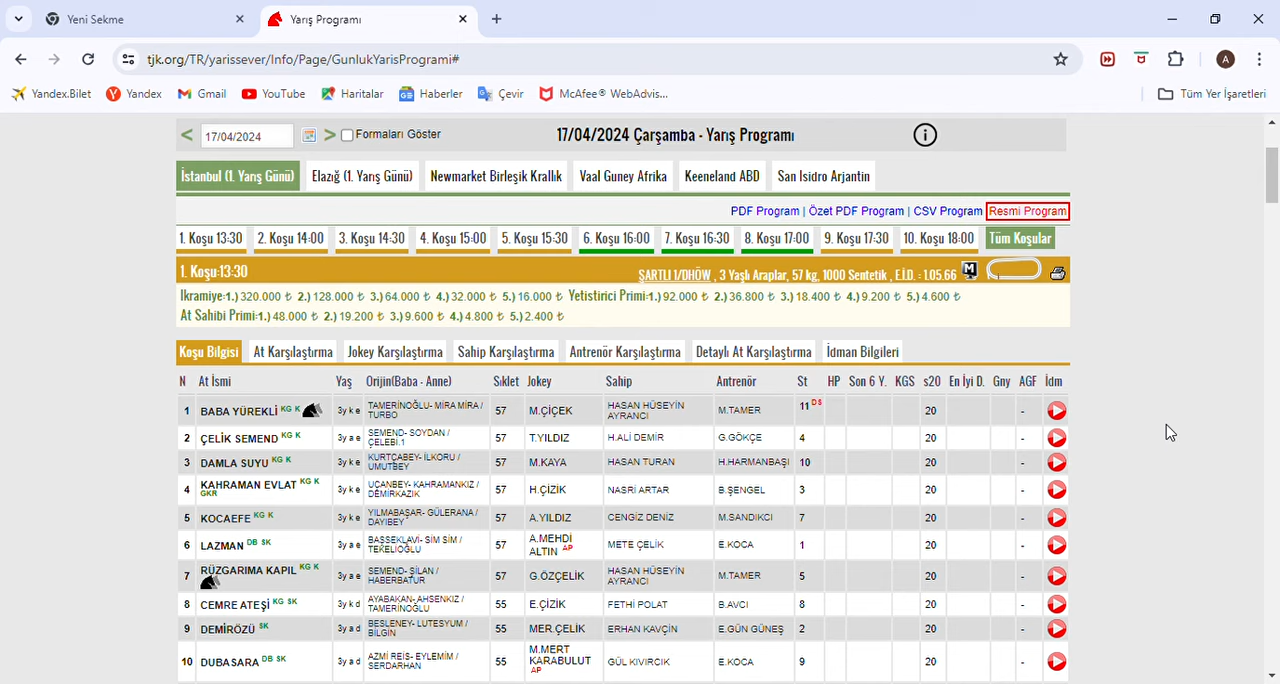 Yeni Sekme
Yarış Programı
tjk.org/TR/yarissever/Info/Page/GunlukYarisProgrami#
A
Yandex.Bilet Yandex Gmail YouTube Haritalar Haberler Çevir McAfee® WebAdvis... Tüm Yer İşaretleri
17/04/2024 Formaları Göster 17/04/2024 Çarşamba - Yarış Programı
İstanbul (1. Yarış Günü) Elazığ (1. Yarış Günü) Newmarket Birleşik Krallık Vaal Guney Afrika Keeneland ABD San Isidro Arjantin
PDF Program | Özet PDF Program | CSV Program Resmi Program
1. Koşu 13:30 2. Koşu 14:00 3. Koşu 14:30 4. Koşu 15:00 5. Koşu 15:30 6. Koşu 16:00 7. Koşu 16:30 8. Koşu 17:00 9. Koşu 17:30 10. Koşu 18:00 Tüm Koşular
1. Koşu:13:30 ŞARTLI 1/DHÖW , 3 Yaşlı Araplar, 57 kg, 1000 Sentetik , E.İ.D. : 1.05.66 M
Ikramiye:1.) 320.000 ₺ 2.) 128.000 ₺ 3.) 64.000 ₺ 4.) 32.000 ₺ 5.) 16.000 ₺ Yetistirici Primi:1.) 92.000 ₺ 2.) 36.800 ₺ 3.) 18.400 ₺ 4.) 9.200 ₺ 5.) 4.600 ₺
At Sahibi Primi:1.) 48.000 ₺ 2.) 19.200 ₺ 3.) 9.600 ₺ 4.) 4.800 ₺ 5.) 2.400 ₺
Koşu Bilgisi At Karşılaştırma Jokey Karşılaştırma Sahip Karşılaştırma Antrenör Karşılaştırma Detaylı At Karşılaştırma İdman Bilgileri
N At İsmi Yaş Orijin(Baba - Anne) Sıklet Jokey Sahip Antrenör St HP Son 6 Y. KGS s20 En İyi D. Gny AGF İdm
1 BABA YÜREKLİ KG K 3y k e TAMERİNOĞLU- MİRA MİRA / TURBO 57 M.ÇİÇEK HASAN HÜSEYİN AYRANCI M.TAMER 11 DS 20 -
2 ÇELİK SEMEND KG K 3y a e SEMEND- SOYDAN / ÇELEBİ.1 57 T.YILDIZ H.ALİ DEMİR G.GÖKÇE 4 20 -
3 DAMLA SUYU KG K 3y k e KURTÇABEY- İLKORU / UMUTBEY 57 M.KAYA HASAN TURAN H.HARMANBAŞI 10 20 -
4 KAHRAMAN EVLAT KG K GKR 3y k e UÇANBEY- KAHRAMANKIZ / DEMİRKAZIK 57 H.ÇİZİK NASRİ ARTAR B.ŞENGEL 3 20 -
5 KOCAEFE KG K 3y k e YILMABAŞAR- GÜLERANA / DAYIBEY 57 A.YILDIZ CENGİZ DENİZ M.SANDIKCI 7 20 -
6 LAZMAN DB SK 3y a e BAŞSEKLAVİ- SİM SİM / TEKELİOĞLU 57 A.MEHDI ALTIN AP METE ÇELİK E.KOCA 1 20 -
7 RÜZGARIMA KAPIL KG K 3y a e SEMEND- ŞİLAN / HABERBATUR 57 G.ÖZÇELİK HASAN HÜSEYİN AYRANCI M.TAMER 5 20 -
8 CEMRE ATEŞİ KG SK 3y k d AYABAKAN- AHSENKIZ / TAMERİNOĞLU 55 E.ÇİZİK FETHİ POLAT B.AVCI 8 20 -
9 DEMİRÖZÜ SK 3y a d BESLENEY- LUTESYUM / BİLGİN 55 MER.ÇELİK ERHAN KAVÇİN E.GÜN GÜNEŞ 2 20 -
10 DUBASARA DB SK 3y a d AZMİ REİS- EYLEMİM / SERDARHAN 55 M.MERT KARABULUT AP GÜL KIVIRCIK E.KOCA 9 20 -